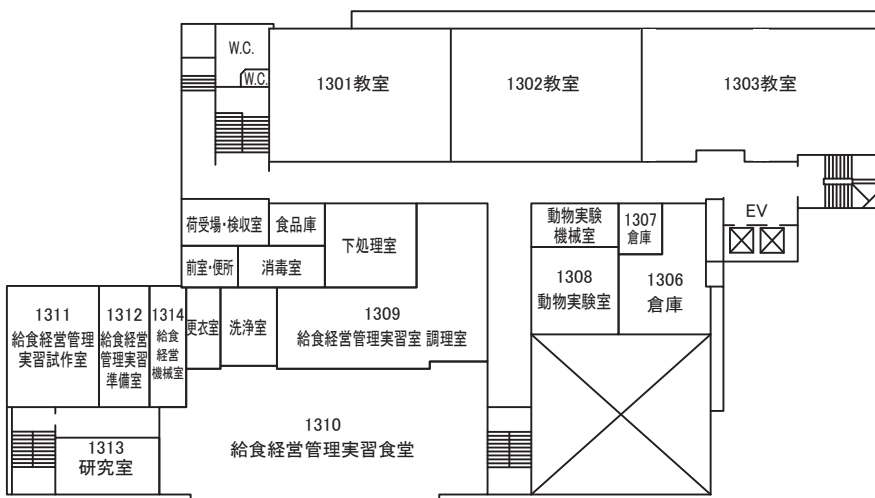 W.C.
W.C.
1301教室
1302教室
1303教室
荷受場・検収室
食品庫
下処理室
前室・便所
消毒室
動物実験
機械室
1307
倉庫
EV
1308
動物実験室
1306
倉庫
1311
給食経営管理
実習試作室
1312
給食経営
管理実習
準備室
1314
給食
経営
機械室
更衣室
洗浄室
1309
給食経営管理実習室 調理室
1310
給食経営管理実習食堂
1313
研究室